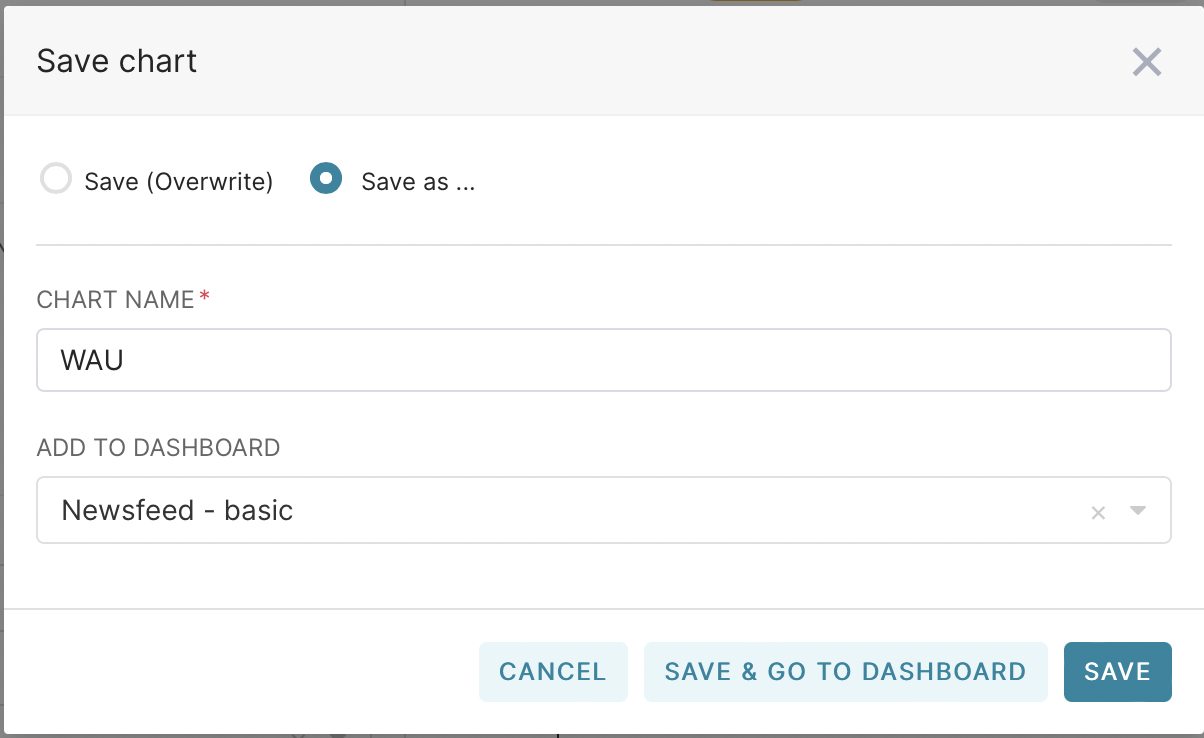 Save chart
Save (Overwrite) Save as ...
CHART NAME*
WAU
ADD TO DASHBOARD
Newsfeed - basic
CANCEL SAVE & GO TO DASHBOARD SAVE